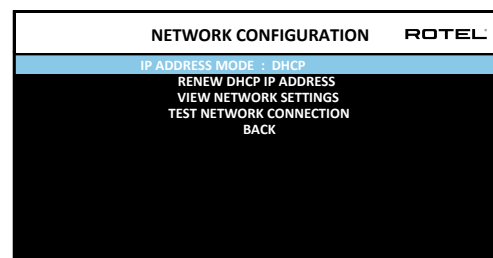 NETWORK CONFIGURATION ROTEL
IP ADDRESS MODE : DHCP
RENEW DHCP IP ADDRESS
VIEW NETWORK SETTINGS
TEST NETWORK CONNECTION
BACK